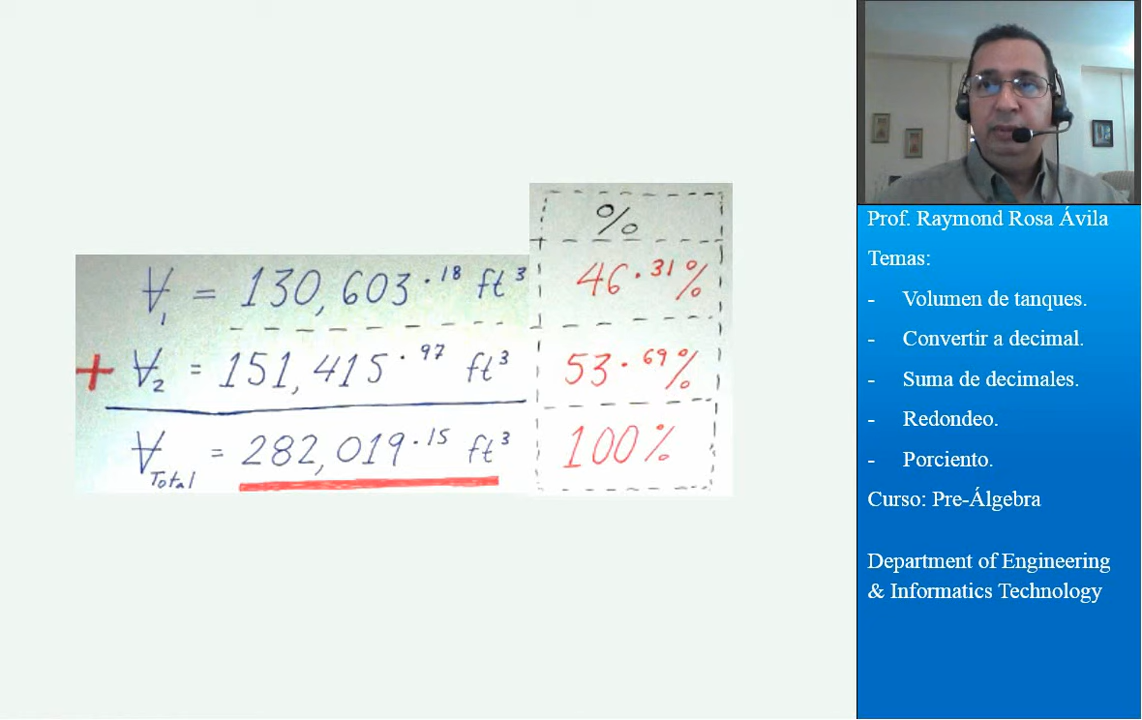 %
V₁ = 130,603.18 ft³ 46.31%
+ V₂ = 151,415.97 ft³ 53.69%
V Total = 282,019.15 ft³ 100%
Prof. Raymond Rosa Ávila
Temas:
- Volumen de tanques.
- Convertir a decimal.
- Suma de decimales.
- Redondeo.
- Porciento.
Curso: Pre-Álgebra
Department of Engineering
& Informatics Technology